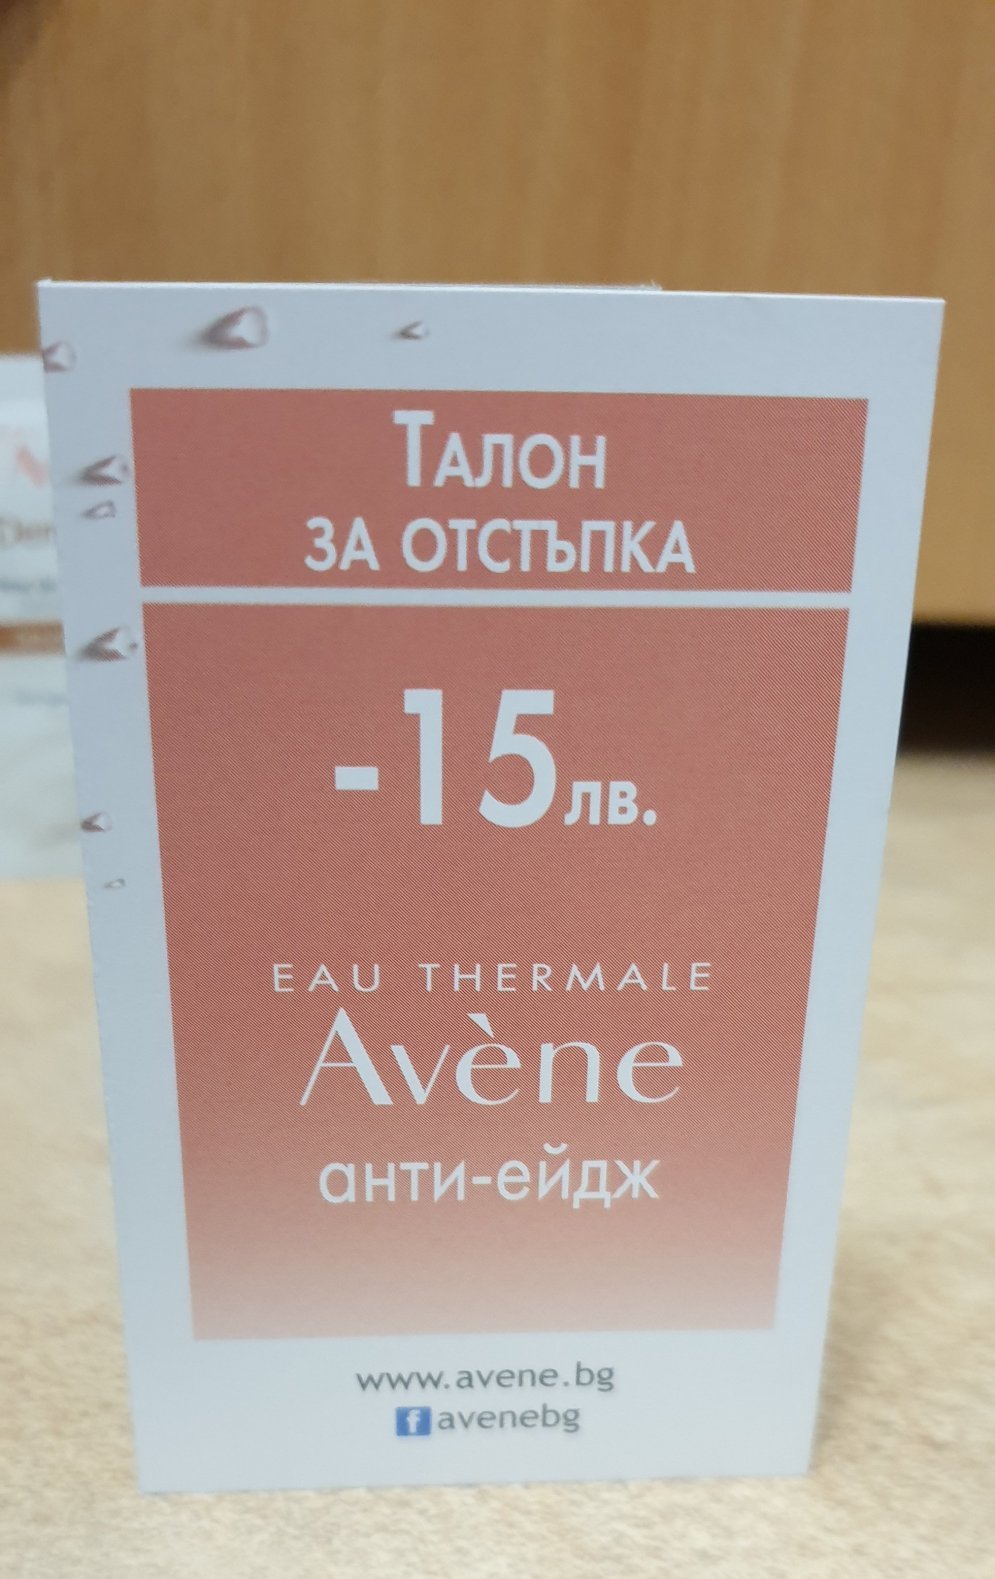 Талон
за отстъпка
-15лв.
EAU THERMALE
Avène
анти-ейдж
www.avene.bg
avenebg